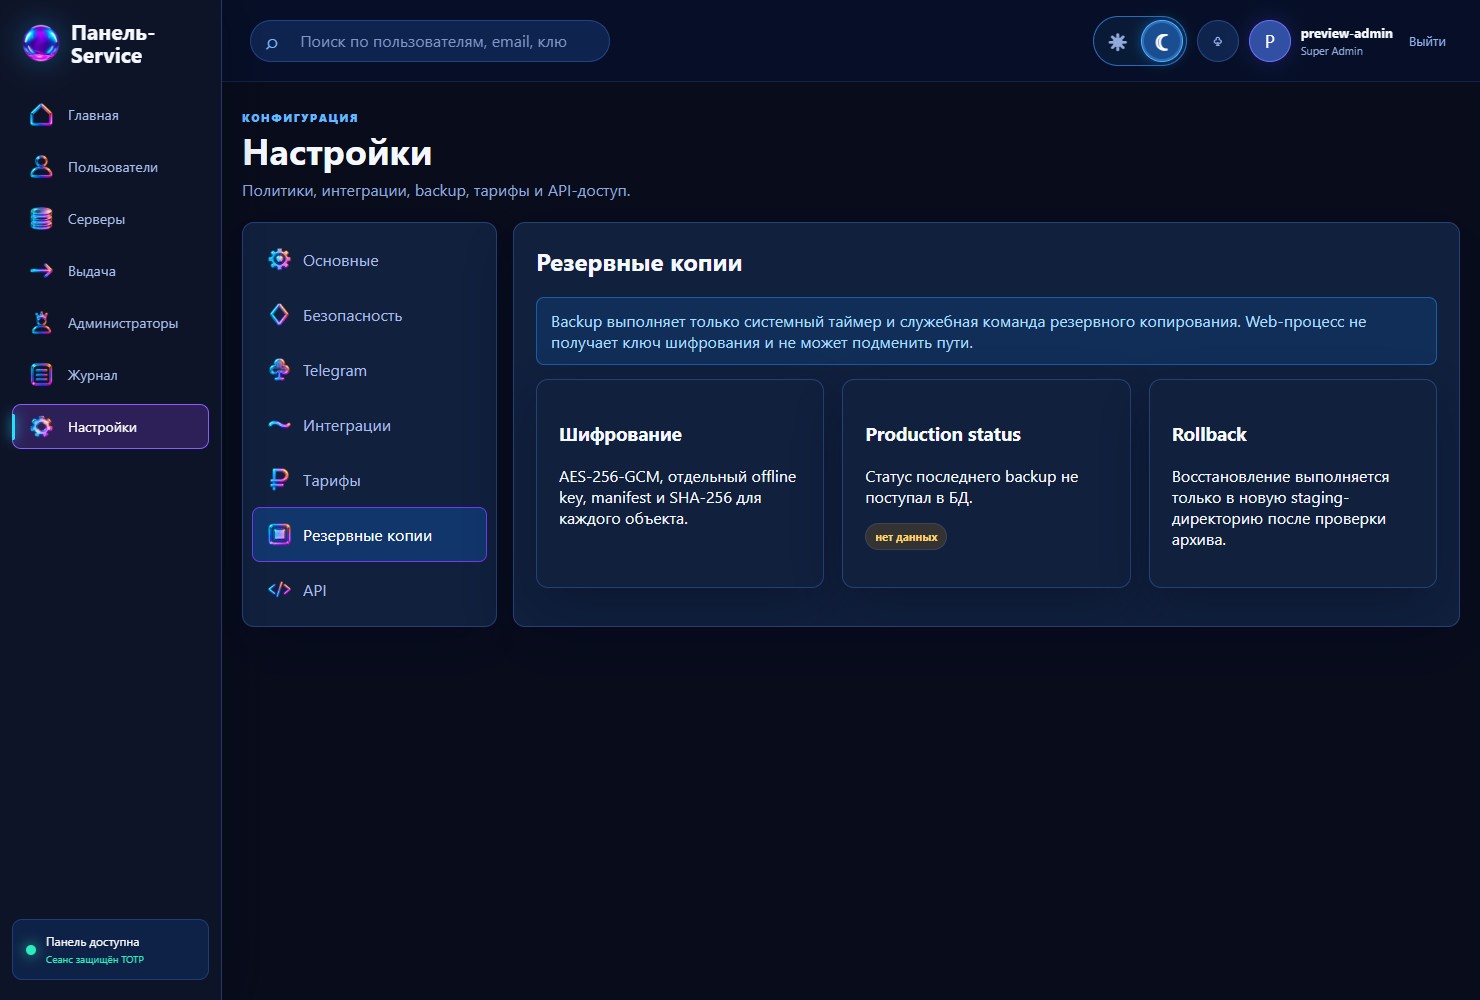 Панель-
Service
Поиск по пользователям, email, клю
P
preview-admin
Super Admin
Выйти
Главная
Пользователи
Серверы
Выдача
Администраторы
Журнал
Настройки
КОНФИГУРАЦИЯ
Настройки
Политики, интеграции, backup, тарифы и API-доступ.
Основные
Безопасность
Telegram
Интеграции
Тарифы
Резервные копии
API
Резервные копии
Backup выполняет только системный таймер и служебная команда резервного копирования. Web-процесс не
получает ключ шифрования и не может подменить пути.
Шифрование
AES-256-GCM, отдельный offline
key, manifest и SHA-256 для
каждого объекта.
Production status
Статус последнего backup не
поступал в БД.
нет данных
Rollback
Восстановление выполняется
только в новую staging-
директорию после проверки
архива.
Панель доступна
Сеанс защищён TOTP